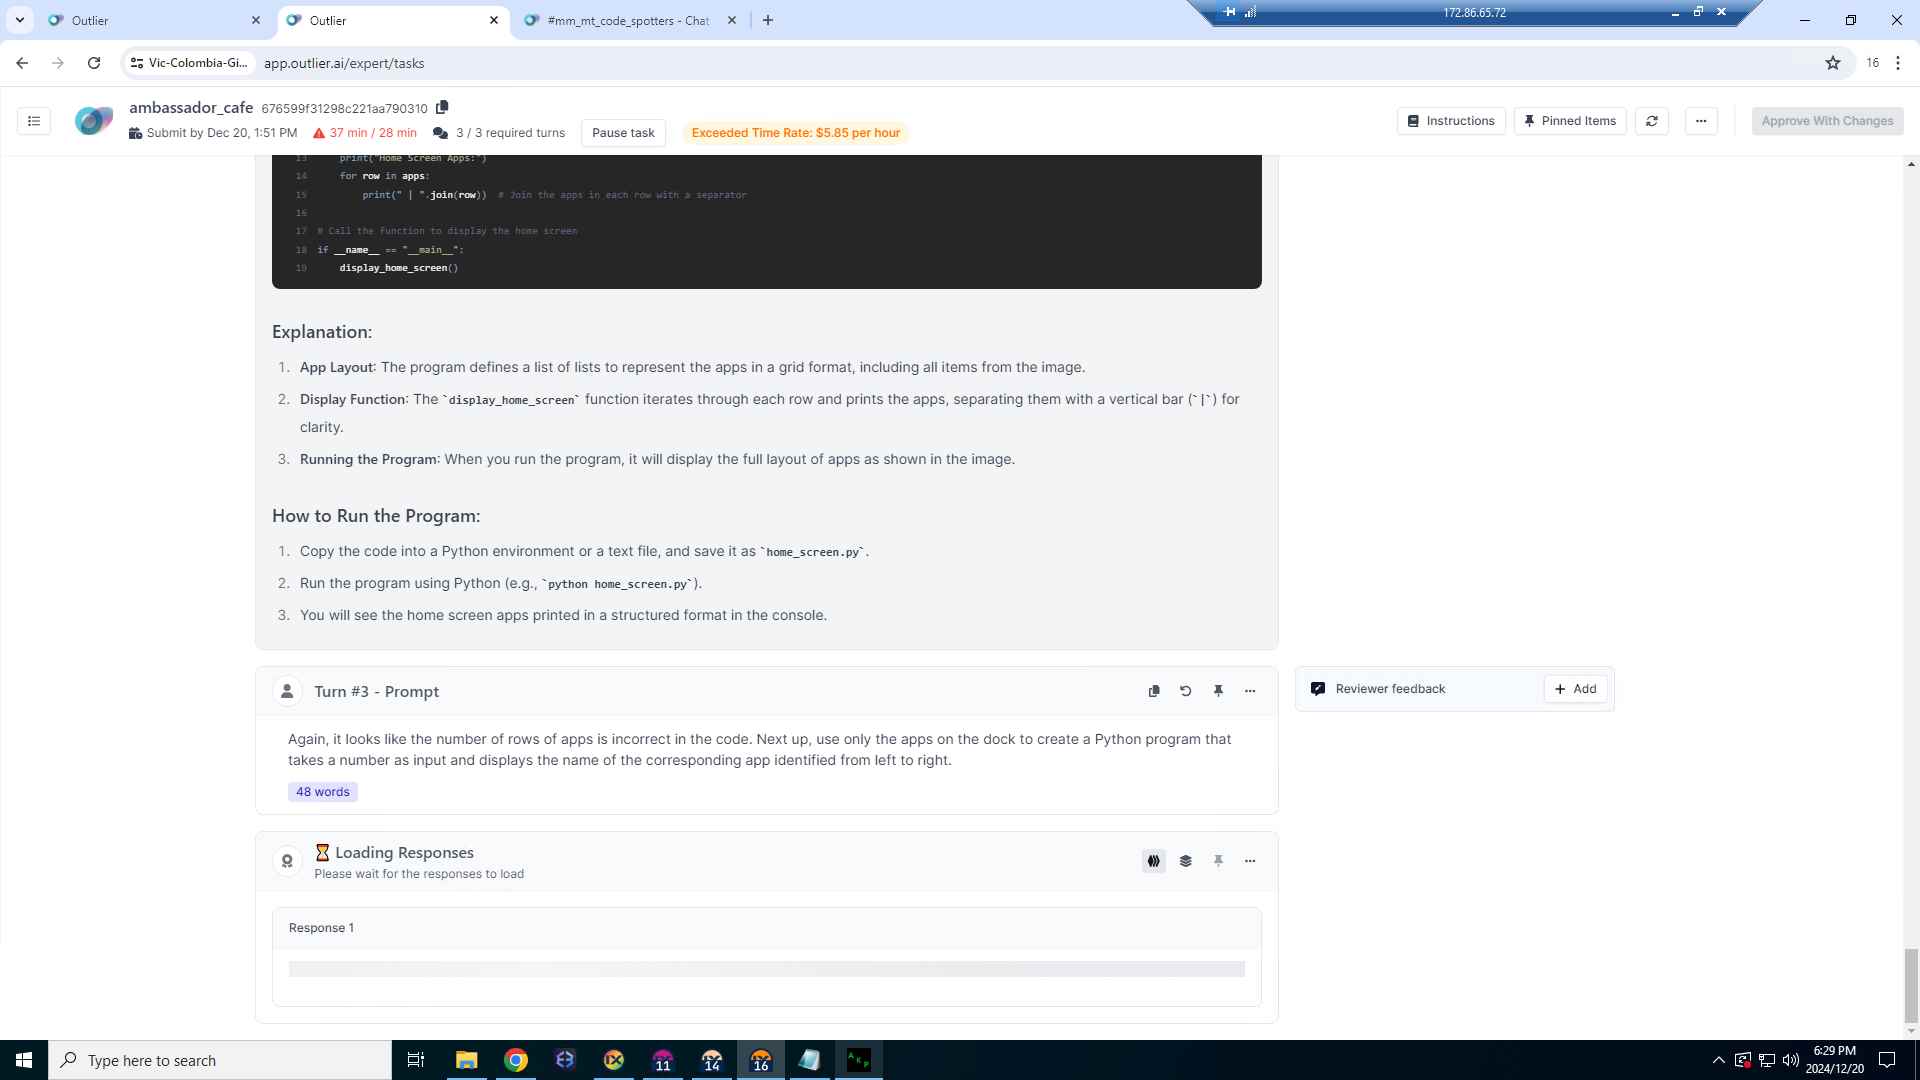 Outlier
Outlier
#mm_mt_code_spotters - Chat
172.86.65.72
Vic-Colombia-Gi...
app.outlier.ai/expert/tasks
16
ambassador_cafe 676599f31298c221aa790310
Submit by Dec 20, 1:51 PM
37 min / 28 min
3 / 3 required turns
Pause task
Exceeded Time Rate: $5.85 per hour
Instructions
Pinned Items
Approve With Changes
13 print("Home Screen Apps:")
14 for row in apps:
15 print(" | ".join(row)) # Join the apps in each row with a separator
16
17 # Call the function to display the home screen
18 if __name__ == "__main__":
19 display_home_screen()
Explanation:
1. App Layout: The program defines a list of lists to represent the apps in a grid format, including all items from the image.
2. Display Function: The `display_home_screen` function iterates through each row and prints the apps, separating them with a vertical bar (`|`) for
clarity.
3. Running the Program: When you run the program, it will display the full layout of apps as shown in the image.
How to Run the Program:
1. Copy the code into a Python environment or a text file, and save it as `home_screen.py`.
2. Run the program using Python (e.g., `python home_screen.py`).
3. You will see the home screen apps printed in a structured format in the console.
Turn #3 - Prompt
Reviewer feedback
Add
Again, it looks like the number of rows of apps is incorrect in the code. Next up, use only the apps on the dock to create a Python program that
takes a number as input and displays the name of the corresponding app identified from left to right.
48 words
Loading Responses
Please wait for the responses to load
Response 1
Type here to search
11
14
16
6:29 PM
2024/12/20